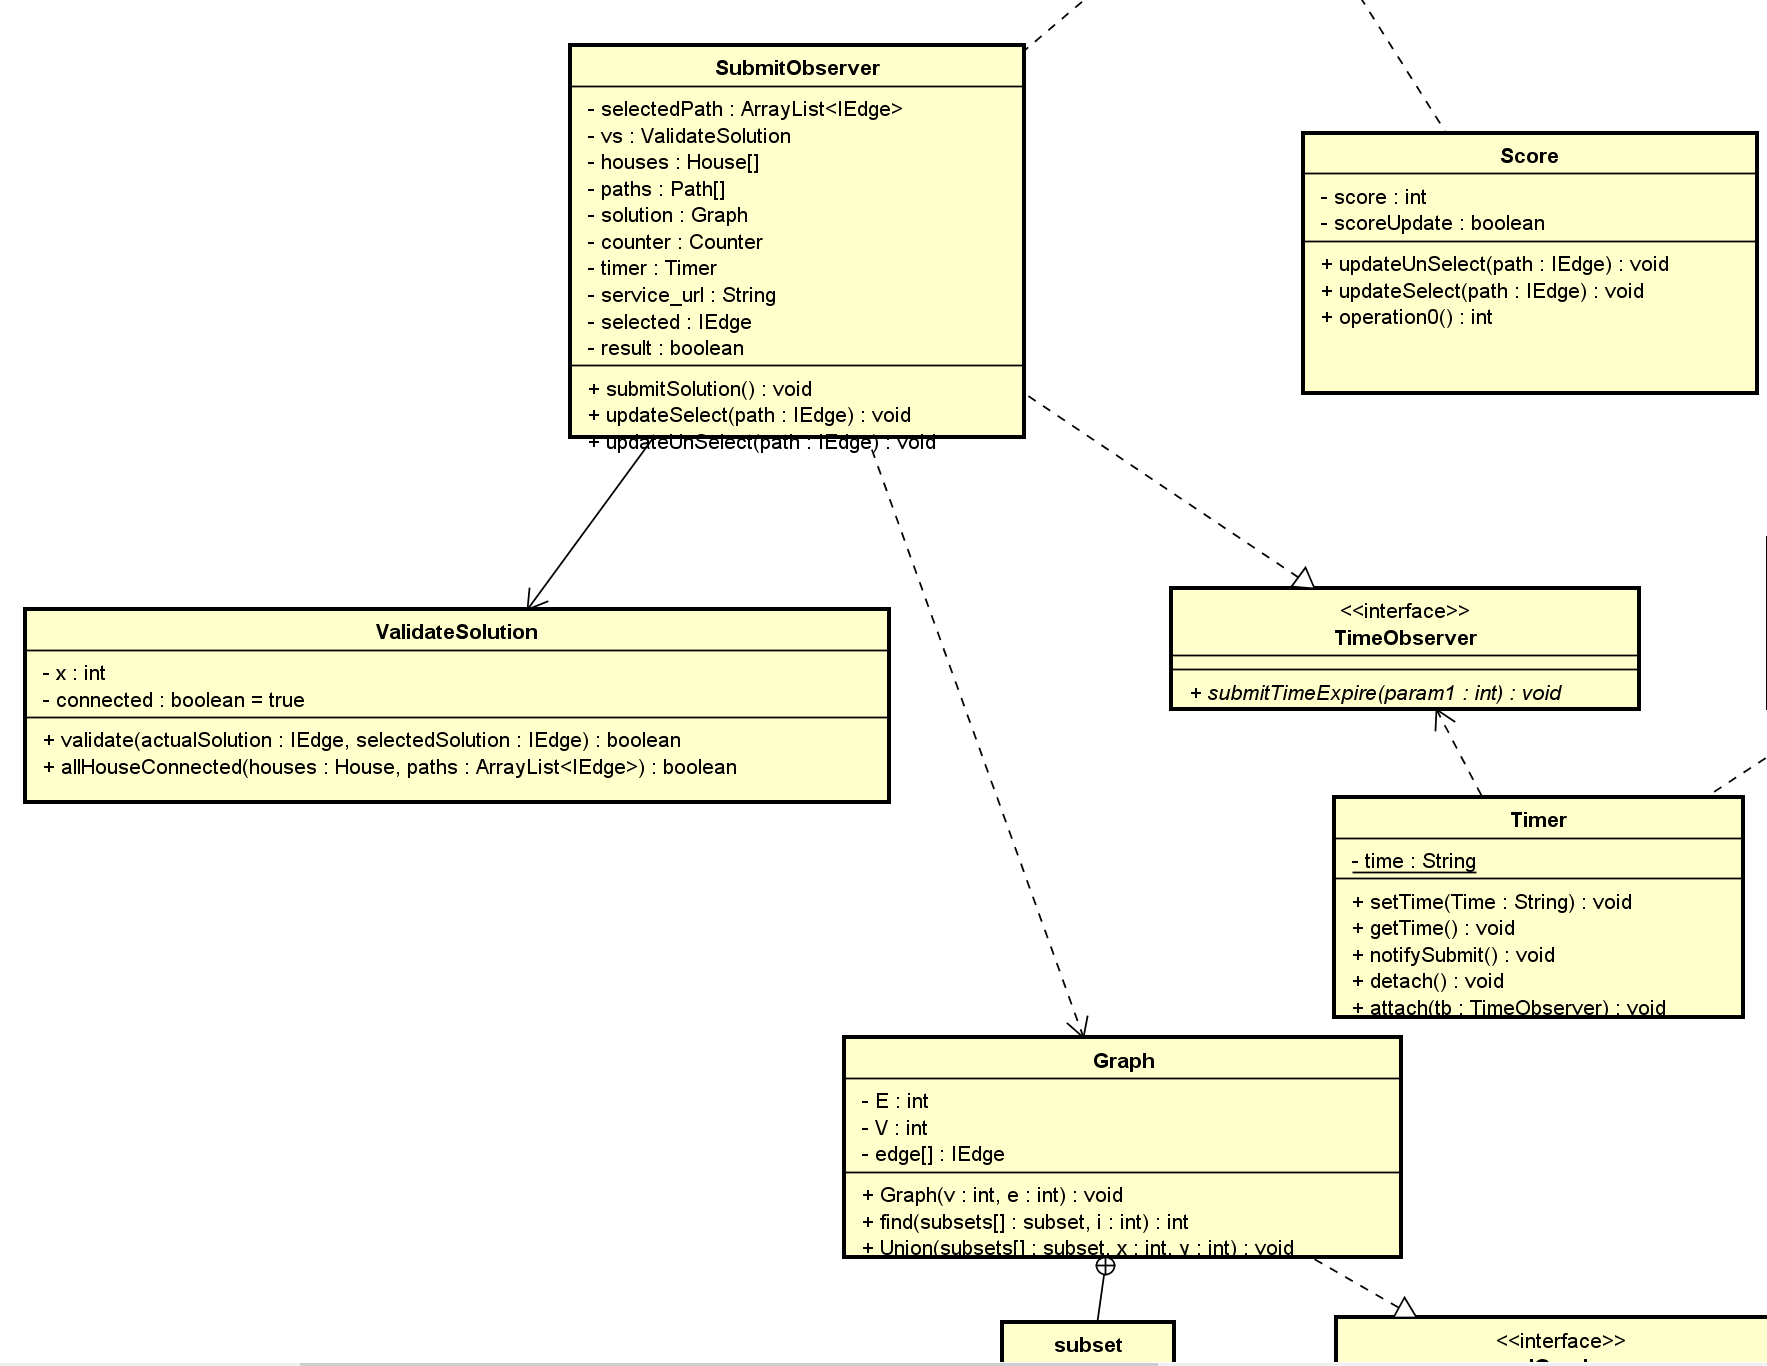 SubmitObserver
- selectedPath : ArrayList<IEdge>
- vs : ValidateSolution
- houses : House[]
- paths : Path[]
- solution : Graph
- counter : Counter
- timer : Timer
- service_url : String
- selected : IEdge
- result : boolean
+ submitSolution() : void
+ updateSelect(path : IEdge) : void
+ updateUnSelect(path : IEdge) : void
Score
- score : int
- scoreUpdate : boolean
+ updateUnSelect(path : IEdge) : void
+ updateSelect(path : IEdge) : void
+ operation0() : int
ValidateSolution
- x : int
- connected : boolean = true
+ validate(actualSolution : IEdge, selectedSolution : IEdge) : boolean
+ allHouseConnected(houses : House, paths : ArrayList<IEdge>) : boolean
<<interface>>
TimeObserver
+ submitTimeExpire(param1 : int) : void
Timer
- time : String
+ setTime(Time : String) : void
+ getTime() : void
+ notifySubmit() : void
+ detach() : void
+ attach(tb : TimeObserver) : void
Graph
- E : int
- V : int
- edge[] : IEdge
+ Graph(v : int, e : int) : void
+ find(subsets[] : subset, i : int) : int
+ Union(subsets[] : subset, x : int, y : int) : void
subset
<<interface>>